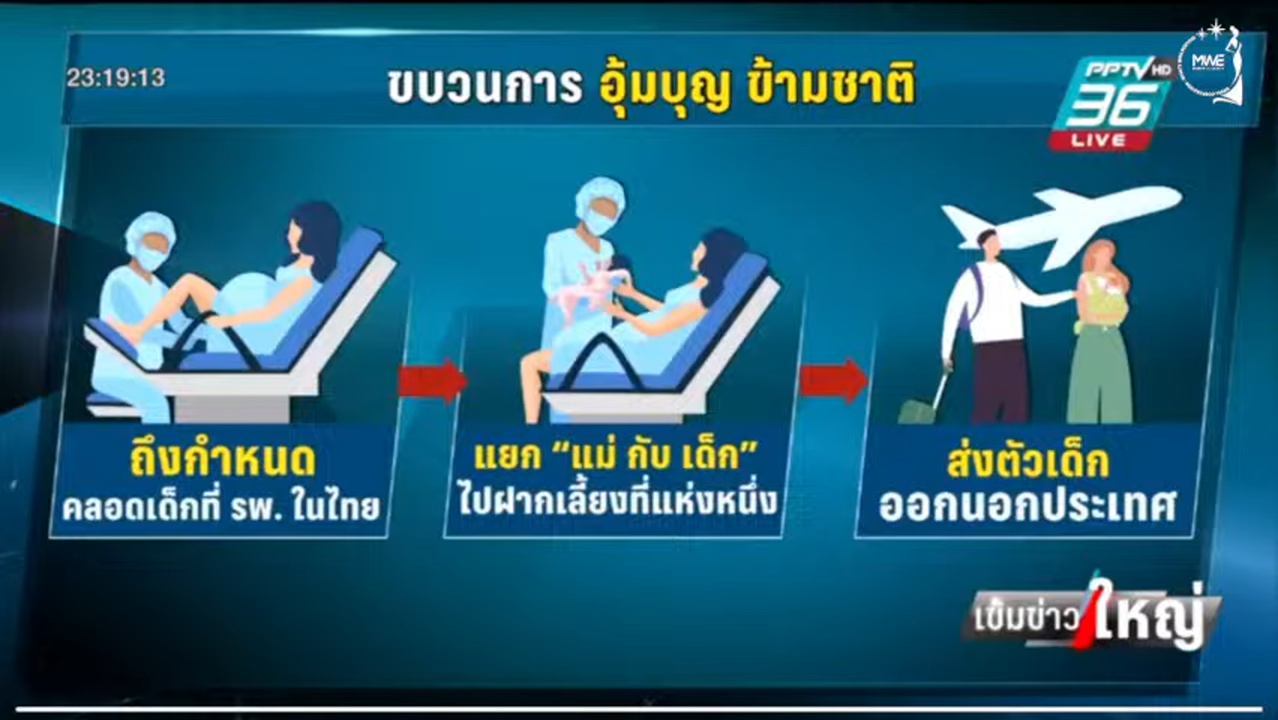 23:19:13
ขบวนการ อุ้มบุญ ข้ามชาติ
PPTV HD
36
LIVE
MWE
ถึงกำหนด
คลอดเด็กที่ รพ. ในไทย
แยก “แม่ กับ เด็ก”
ไปฝากเลี้ยงที่แห่งหนึ่ง
ส่งตัวเด็ก
ออกนอกประเทศ
เข้มข่าวใหญ่